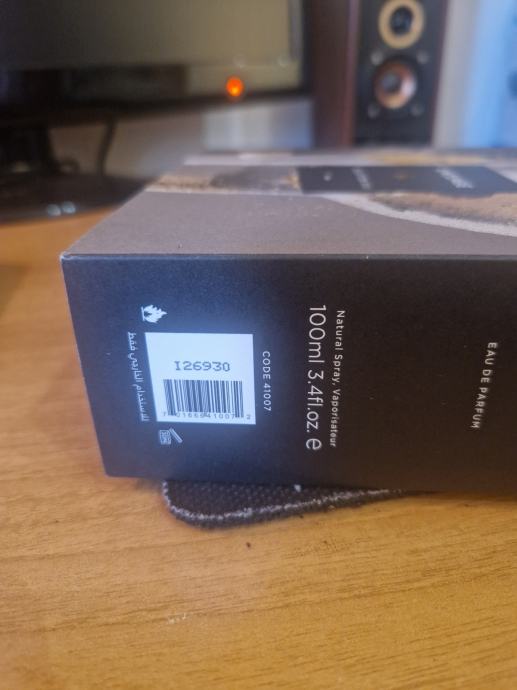 للاستخدام الخارجي فقط
I26930
CODE 41007
Natural Spray, Vaporisateur
100ml 3.4fl.oz. e
EAU DE PARFUM